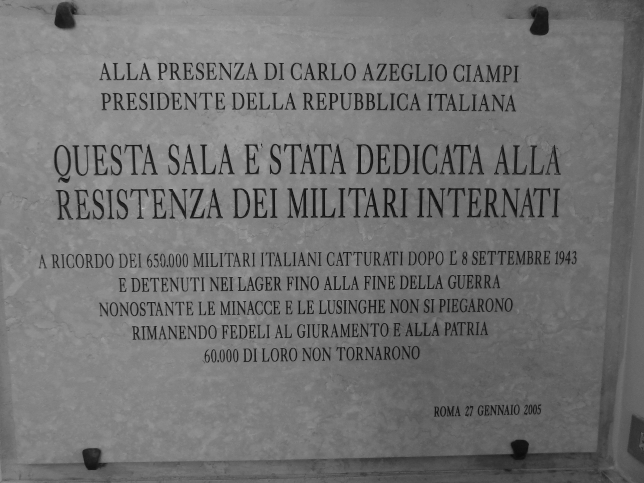 ALLA PRESENZA DI CARLO AZEGLIO CIAMPI
PRESIDENTE DELLA REPUBBLICA ITALIANA
QUESTA SALA E' STATA DEDICATA ALLA
RESISTENZA DEI MILITARI INTERNATI
A RICORDO DEI 650.000 MILITARI ITALIANI CATTURATI DOPO L' 8 SETTEMBRE 1943
E DETENUTI NEI LAGER FINO ALLA FINE DELLA GUERRA
NONOSTANTE LE MINACCE E LE LUSINGHE NON SI PIEGARONO
RIMANENDO FEDELI AL GIURAMENTO E ALLA PATRIA
60.000 DI LORO NON TORNARONO
ROMA 27 GENNAIO 2005